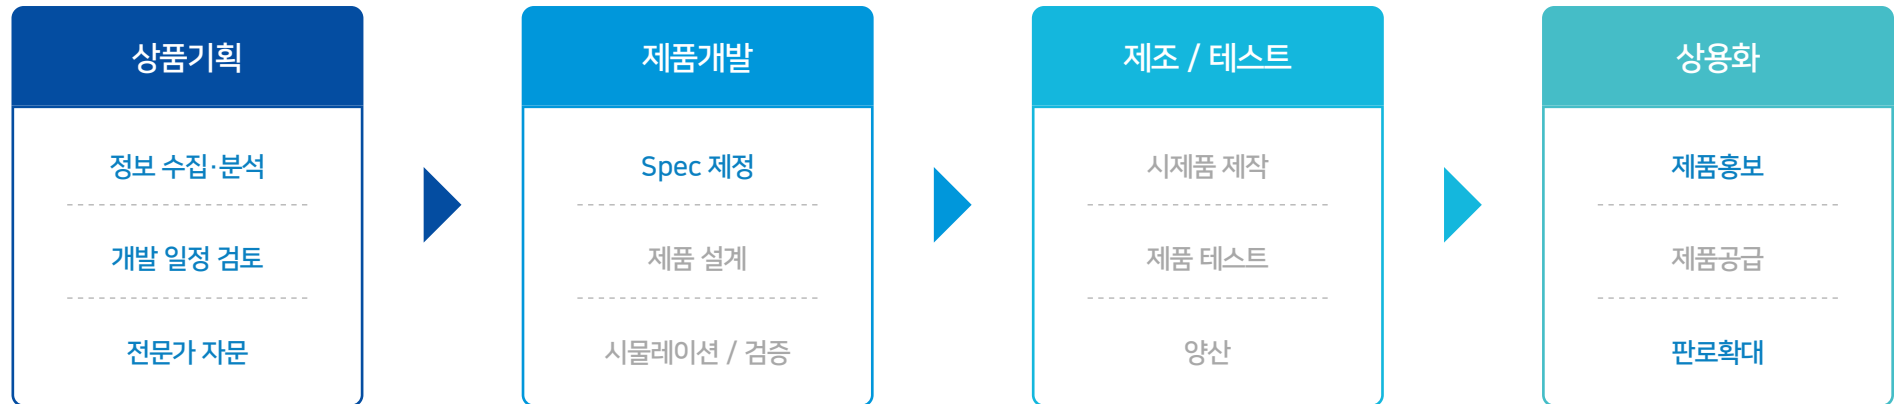 상품기획
정보 수집·분석
개발 일정 검토
전문가 자문
제품개발
Spec 제정
제품 설계
시물레이션 / 검증
제조 / 테스트
시제품 제작
제품 테스트
양산
상용화
제품홍보
제품공급
판로확대